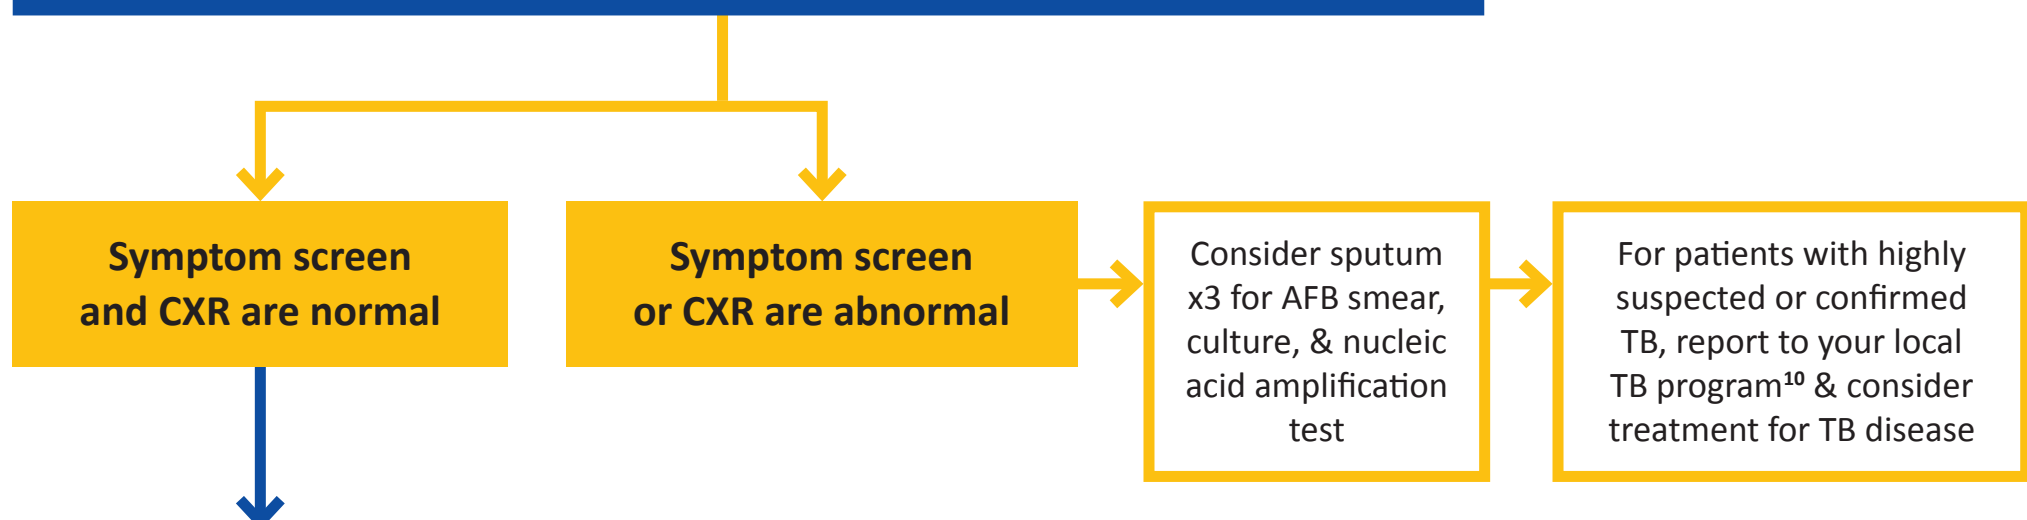 Symptom screen
and CXR are normal
Symptom screen
or CXR are abnormal
Consider sputum
x3 for AFB smear,
culture, & nucleic
acid amplification
test
For patients with highly
suspected or confirmed
TB, report to your local
TB program¹⁰ & consider
treatment for TB disease